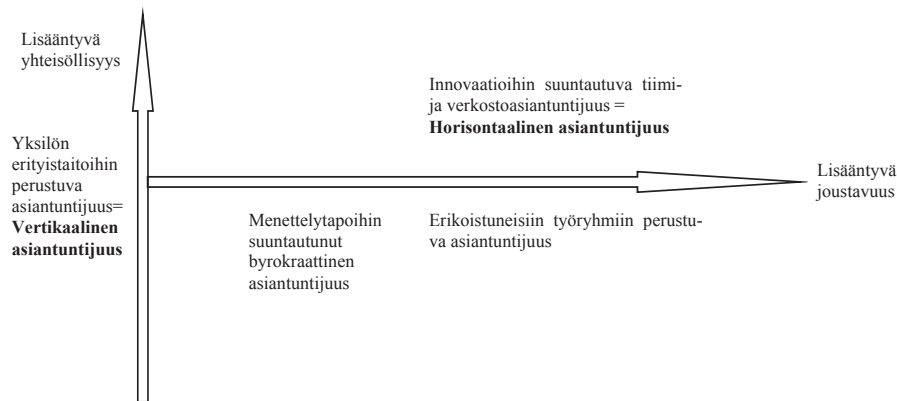 Lisääntyvä
yhteisöllisyys
Innovaatioihin suuntautuva tiimi-
ja verkostoasiantuntijuus =
Horisontaalinen asiantuntijuus
Yksilön
erityistaitoihin
perustuva
asiantuntijuus=
Vertikaalinen
asiantuntijuus
Lisääntyvä
joustavuus
Menettelytapoihin
suuntautunut
byrokraattinen
asiantuntijuus
Erikoistuneisiin työryhmiin perustu-
va asiantuntijuus